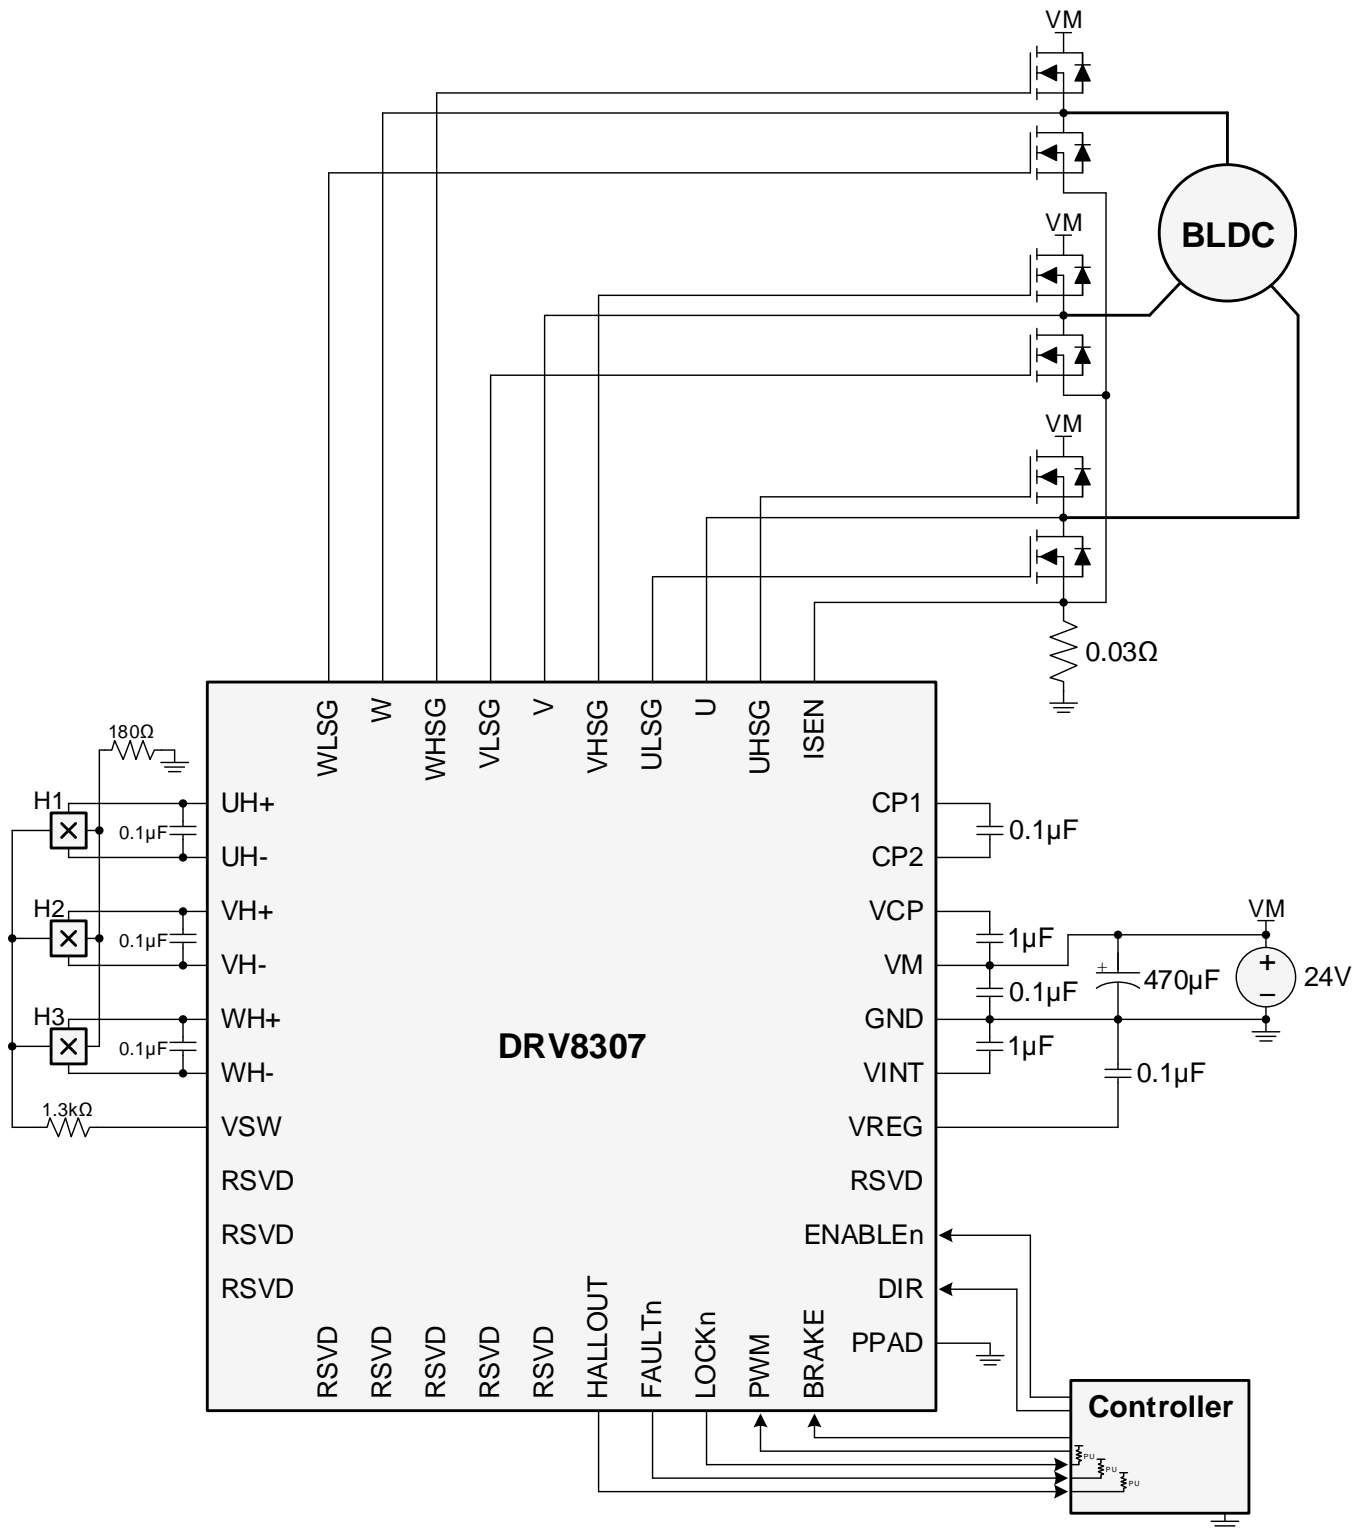 VM
BLDC
VM
VM
0.03Ω
WLSG
W
WHSG
VLSG
V
VHSG
ULSG
U
UHSG
ISEN
180Ω
H1
0.1µF
UH+
UH-
H2
0.1µF
VH+
VH-
H3
0.1µF
WH+
WH-
1.3kΩ
VSW
RSVD
RSVD
RSVD
DRV8307
CP1
CP2
0.1µF
VCP
1µF
VM
0.1µF
GND
1µF
VINT
VREG
470µF
0.1µF
VM
+
+
−
24V
RSVD
ENABLEn
DIR
PPAD
RSVD
RSVD
RSVD
RSVD
RSVD
HALLOUT
FAULTn
LOCKn
PWM
BRAKE
Controller
PU
PU
PU